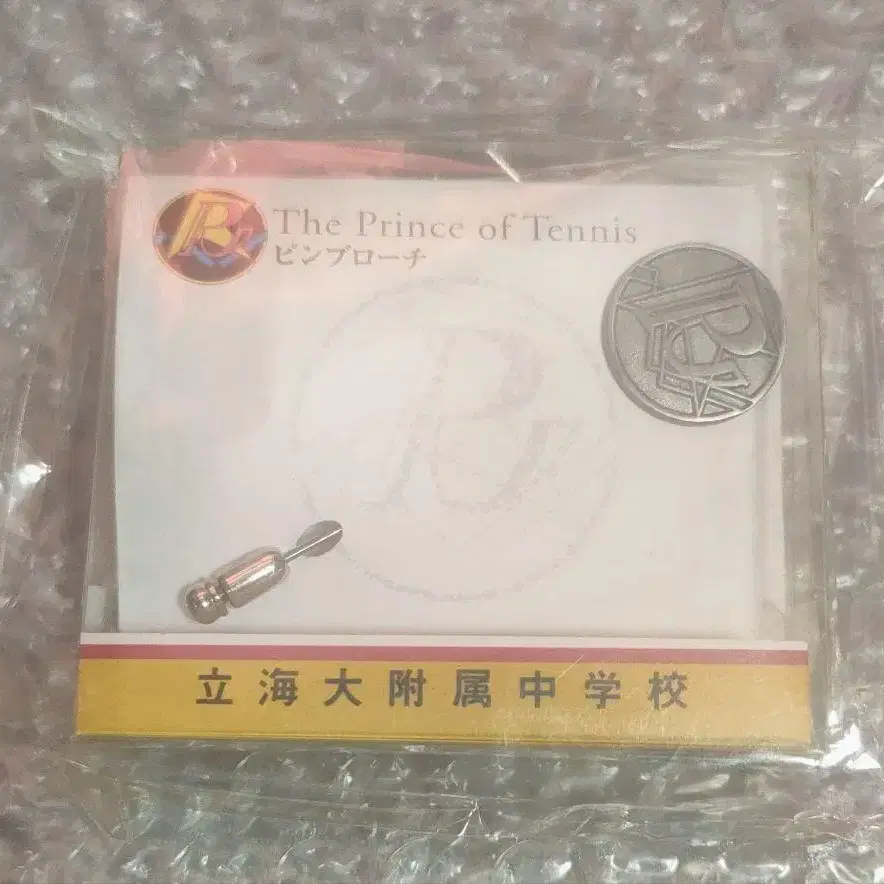 The Prince of Tennis
ピンブローチ
立海大附属中学校